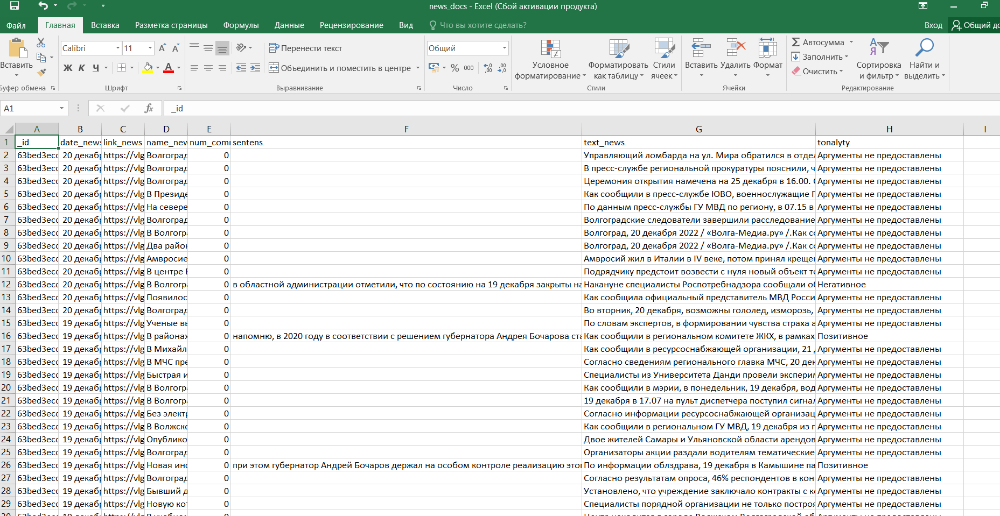 news_docs - Excel (Сбой активации продукта)
Файл Главная Вставка Разметка страницы Формулы Данные Рецензирование Вид Что вы хотите сделать? Вход Общий до
Calibri 11 Перенести текст Общий Автосумма
Вставить Условное форматирование Форматировать как таблицу Стили ячеек Вставить Удалить Формат Заполнить Сортировка и фильтр Найти и выделить
Ж К Ч А Объединить и поместить в центре % 000 Очистить
Буфер обмена Шрифт Выравнивание Число Стили Ячейки Редактирование
A1 fx _id
A B C D E F G H I
1 _id date_news link_news name_new num_com sentens text_news tonalyty
2 63bed3ecc 20 декабр https://vlg Волгоград 0 Управляющий ломбарда на ул. Мира обратился в отдел Аргументы не предоставлены
3 63bed3ecc 20 декабр https://vlg Волгоград 0 В пресс-службе региональной прокуратуры пояснили, ч Аргументы не предоставлены
4 63bed3ecc 20 декабр https://vlg Волгоград 0 Церемония открытия намечена на 25 декабря в 16.00. Аргументы не предоставлены
5 63bed3ecc 20 декабр https://vlg В Президе 0 Как сообщили в пресс-службе ЮВО, военнослужащие Аргументы не предоставлены
6 63bed3ecc 20 декабр https://vlg На севере 0 По данным пресс-службы ГУ МВД по региону, в 07.15 в Аргументы не предоставлены
7 63bed3ecc 20 декабр https://vlg Волгоград 0 Волгоградские следователи завершили расследование Аргументы не предоставлены
8 63bed3ecc 20 декабр https://vlg В Волгогр 0 Волгоград, 20 декабря 2022 / «Волга-Медиа.ру» /.Как со Аргументы не предоставлены
9 63bed3ecc 20 декабр https://vlg Два район 0 Волгоград, 20 декабря 2022 / «Волга-Медиа.ру» /.Как со Аргументы не предоставлены
10 63bed3ecc 20 декабр https://vlg Амвросие 0 Амвросий жил в Италии в IV веке, потом принял крещен Аргументы не предоставлены
11 63bed3ecc 20 декабр https://vlg В центре 0 Подрядчику предстоит возвести с нуля новый объект те Аргументы не предоставлены
12 63bed3ecc 20 декабр https://vlg В Волгогр 0 в областной администрации отметили, что по состоянию на 19 декабря закрыты на Накануне специалисты Роспотребнадзора сообщали об Негативное
13 63bed3ecc 20 декабр https://vlg Появилос 0 Как сообщила официальный представитель МВД Росси Аргументы не предоставлены
14 63bed3ecc 20 декабр https://vlg Волгоград 0 Во вторник, 20 декабря, возможны гололед, изморозь, Аргументы не предоставлены
15 63bed3ecc 19 декабр https://vlg Ученые вы 0 По словам экспертов, в формировании чувства страха а Аргументы не предоставлены
16 63bed3ecc 19 декабр https://vlg В районах 0 напомню, в 2020 году в соответствии с решением губернатора Андрея Бочарова ста Как сообщили в региональном комитете ЖКХ, в рамках Позитивное
17 63bed3ecc 19 декабр https://vlg В Михайл 0 Как сообщили в ресурсоснабжающей организации, 21 Аргументы не предоставлены
18 63bed3ecc 19 декабр https://vlg В МЧС пре 0 Согласно сведениям регионального главка МЧС, 20 дек Аргументы не предоставлены
19 63bed3ecc 19 декабр https://vlg Быстрая и 0 Специалисты из Университета Данди провели экспери Аргументы не предоставлены
20 63bed3ecc 19 декабр https://vlg В Волгогр 0 Как сообщили в мэрии, в понедельник, 19 декабря, вод Аргументы не предоставлены
21 63bed3ecc 19 декабр https://vlg В Волгогр 0 19 декабря в 17.07 на пульт диспетчера поступил сигнал Аргументы не предоставлены
22 63bed3ecc 19 декабр https://vlg Без электр 0 Согласно информации ресурсоснабжающей организац Аргументы не предоставлены
23 63bed3ecc 19 декабр https://vlg В Волжско 0 Как сообщили в региональном ГУ МВД, 19 декабря из г Аргументы не предоставлены
24 63bed3ecc 19 декабр https://vlg Опублико 0 Двое жителей Самары и Ульяновской области арендов Аргументы не предоставлены
25 63bed3ecc 19 декабр https://vlg Волгоград 0 Организаторы акции раздали водителям тематические Аргументы не предоставлены
26 63bed3ecc 19 декабр https://vlg Новая ино 0 при этом губернатор Андрей Бочаров держал на особом контроле реализацию этог По информации облздрава, 19 декабря в Камышине па Позитивное
27 63bed3ecc 19 декабр https://vlg Волгоград 0 Согласно результатам опроса, 46% респондентов в кон Аргументы не предоставлены
28 63bed3ecc 19 декабр https://vlg Бывший д 0 Установлено, что учреждение заключало контракты с к Аргументы не предоставлены
29 63bed3ecc 19 декабр https://vlg Новую кот 0 Специалисты порядной организации не только построя Аргументы не предоставлены